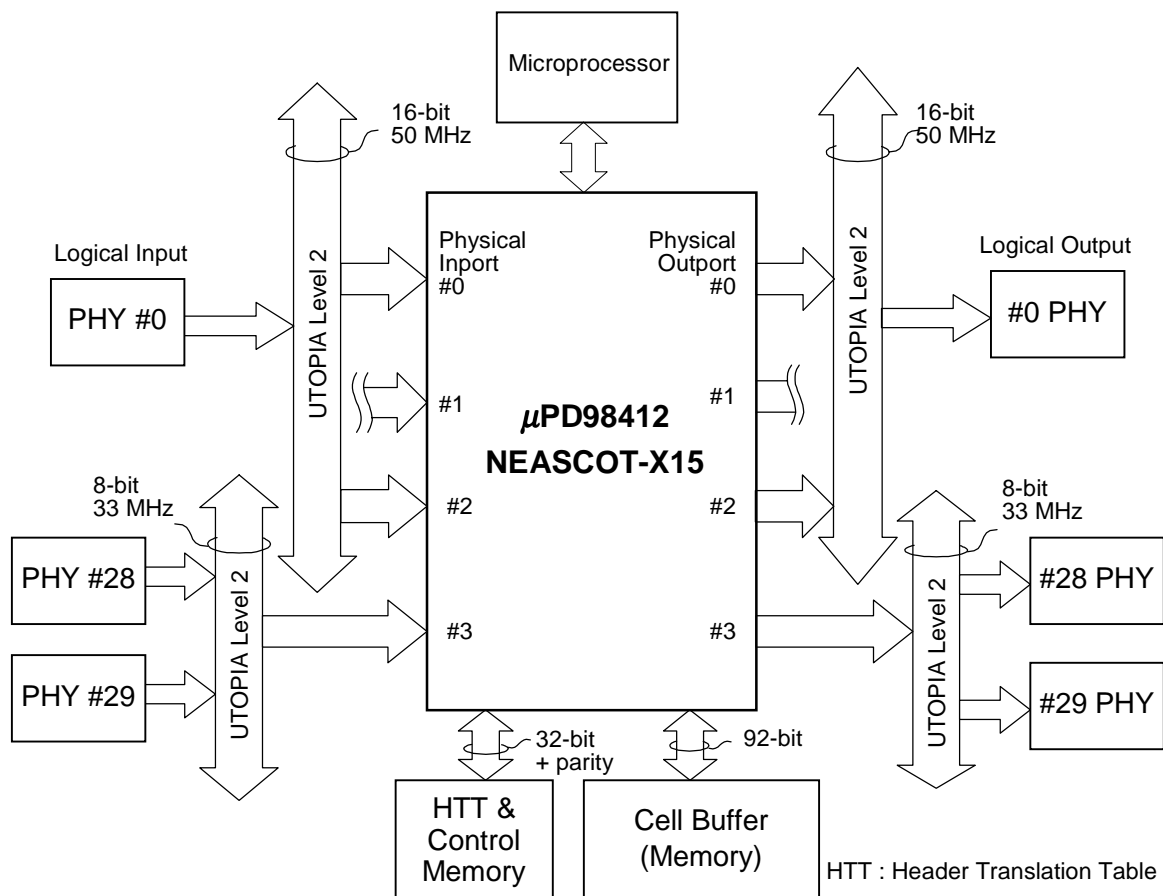 Microprocessor
16-bit
50 MHz
16-bit
50 MHz
Logical Input
PHY #0
UTOPIA Level 2
Physical
Inport
#0
#1
#2
#3
µPD98412
NEASCOT-X15
Physical
Outport
#0
#1
#2
#3
UTOPIA Level 2
Logical Output
#0 PHY
8-bit
33 MHz
PHY #28
PHY #29
UTOPIA Level 2
8-bit
33 MHz
UTOPIA Level 2
#28 PHY
#29 PHY
32-bit
+ parity
92-bit
HTT &
Control
Memory
Cell Buffer
(Memory)
HTT : Header Translation Table